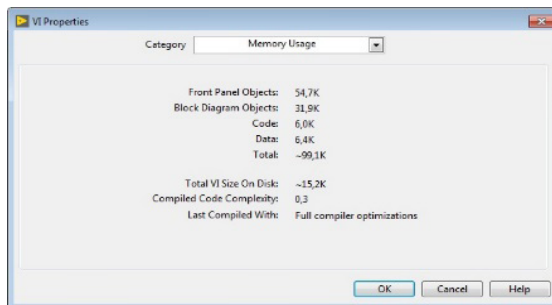 VI Properties
Category Memory Usage
Front Panel Objects: 54,7K
Block Diagram Objects: 31,9K
Code: 6,0K
Data: 6,4K
Total: ~99,1K
Total VI Size On Disk: ~15,2K
Compiled Code Complexity: 0,3
Last Compiled With: Full compiler optimizations
OK Cancel Help